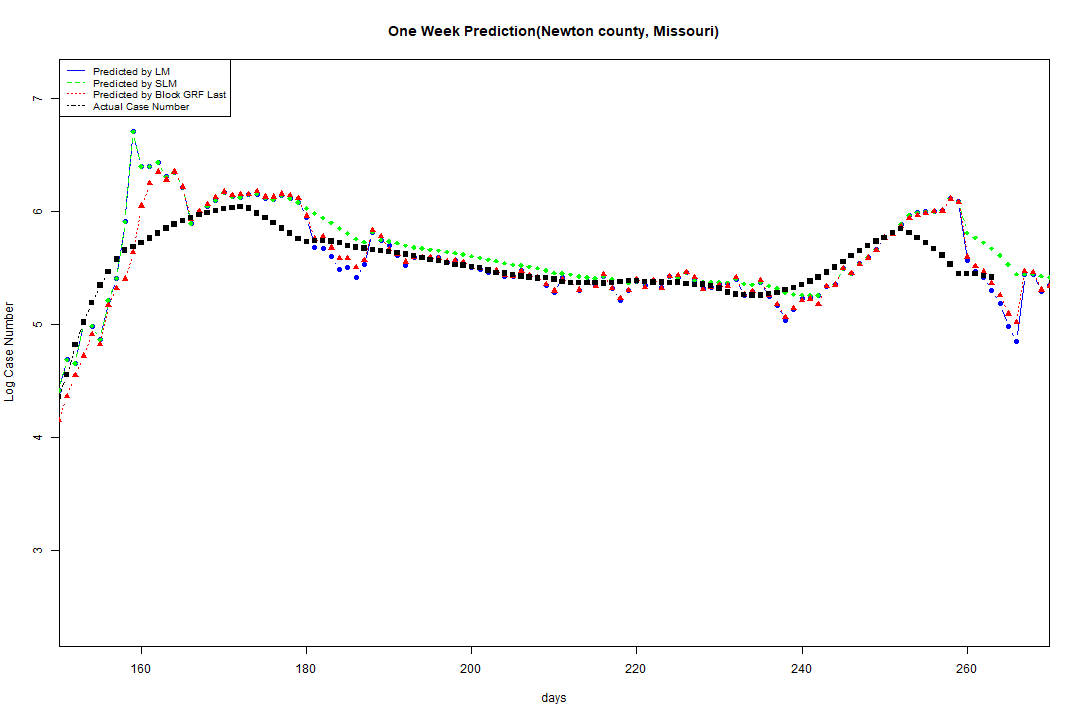 One Week Prediction(Newton county, Missouri)
Predicted by LM
Predicted by SLM
Predicted by Block GRF Last
Actual Case Number
7
6
5
4
3
Log Case Number
160 180 200 220 240 260
days